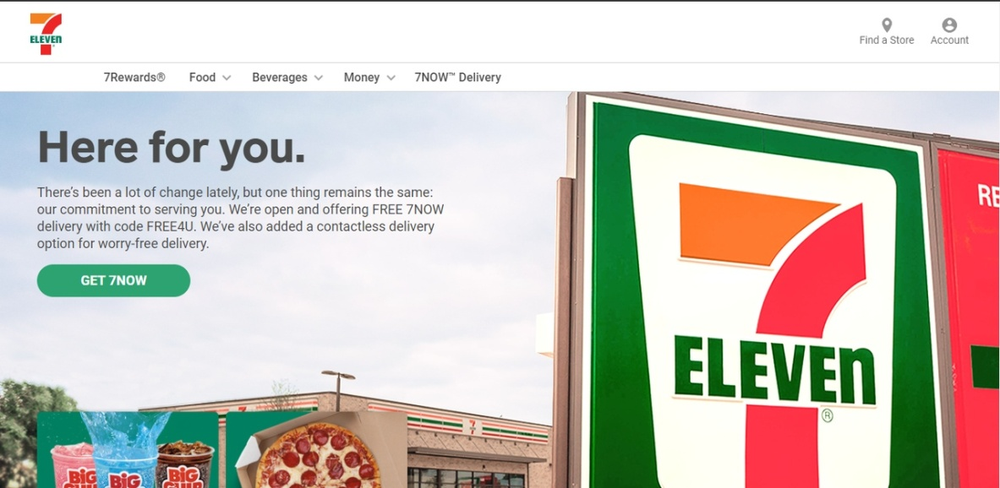 7
ELEVEn
Find a Store
Account
7Rewards®
Food
Beverages
Money
7NOW™ Delivery
Here for you.
There's been a lot of change lately, but one thing remains the same:
our commitment to serving you. We're open and offering FREE 7NOW
delivery with code FREE4U. We've also added a contactless delivery
option for worry-free delivery.
GET 7NOW
7
ELEVEn
®
RE
7
BIG
BIG
BIG